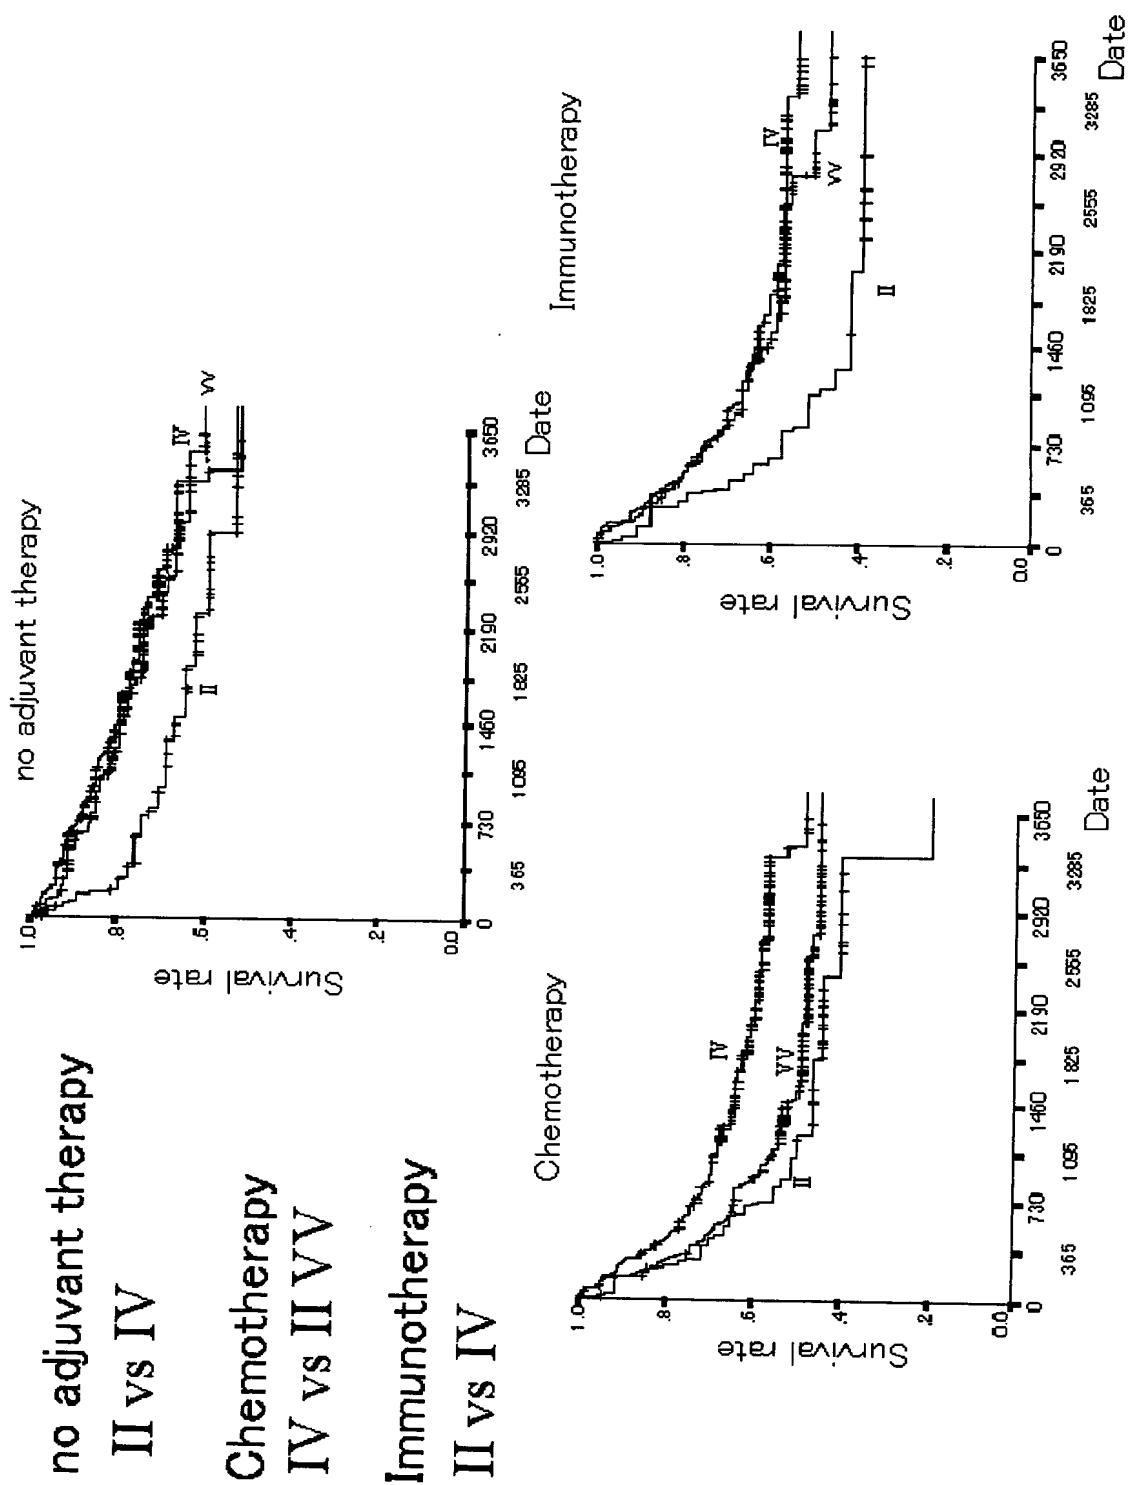 no adjuvant therapy
II vs IV
Chemotherapy
IV vs II VV
Immunotherapy
II vs IV
no adjuvant therapy
Survival rate
1.0
.8
.6
.4
.2
0.0
IV
VV
II
0 730 1460 2190 2920 3650
365 1095 1825 2555 3285
Date
Chemotherapy
Survival rate
1.0
.8
.6
.4
.2
0.0
IV
VV
II
0 730 1460 2190 2920 3650
365 1095 1825 2555 3285
Date
Immunotherapy
Survival rate
1.0
.8
.6
.4
.2
0.0
IV
VV
II
0 730 1460 2190 2920 3650
365 1095 1825 2555 3285
Date